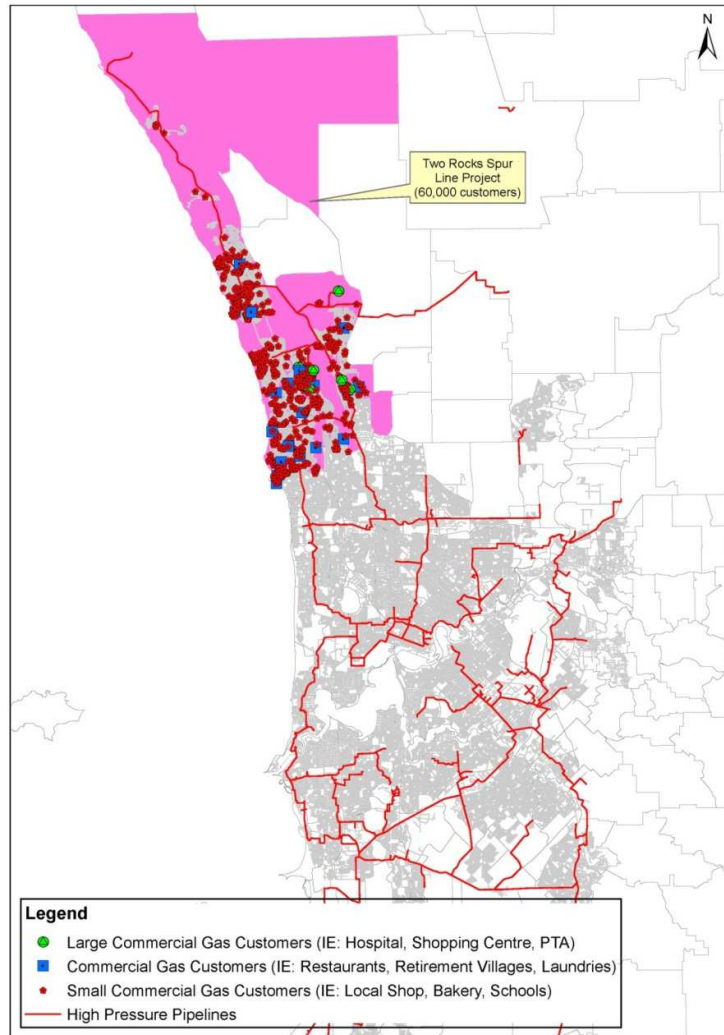 N
Two Rocks Spur
Line Project
(60,000 customers)
Legend
Large Commercial Gas Customers (IE: Hospital, Shopping Centre, PTA)
Commercial Gas Customers (IE: Restaurants, Retirement Villages, Laundries)
Small Commercial Gas Customers (IE: Local Shop, Bakery, Schools)
High Pressure Pipelines